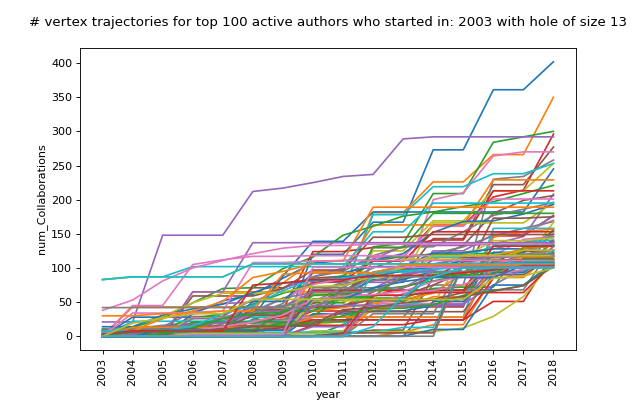 # vertex trajectories for top 100 active authors who started in: 2003 with hole of size 13
400
350
300
250
200
150
100
50
0
num_Collaborations
2003 2004 2005 2006 2007 2008 2009 2010 2011 2012 2013 2014 2015 2016 2017 2018
year